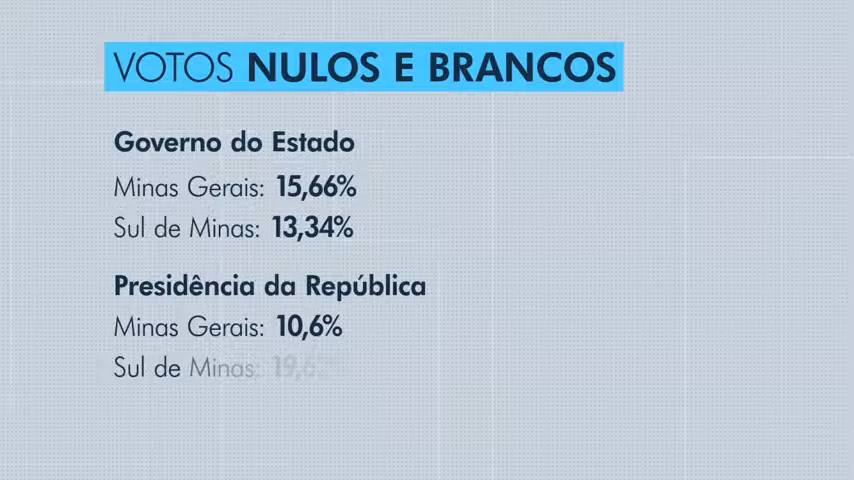 VOTOS NULOS E BRANCOS
Governo do Estado
Minas Gerais: 15,66%
Sul de Minas: 13,34%
Presidência da República
Minas Gerais: 10,6%
Sul de Minas: